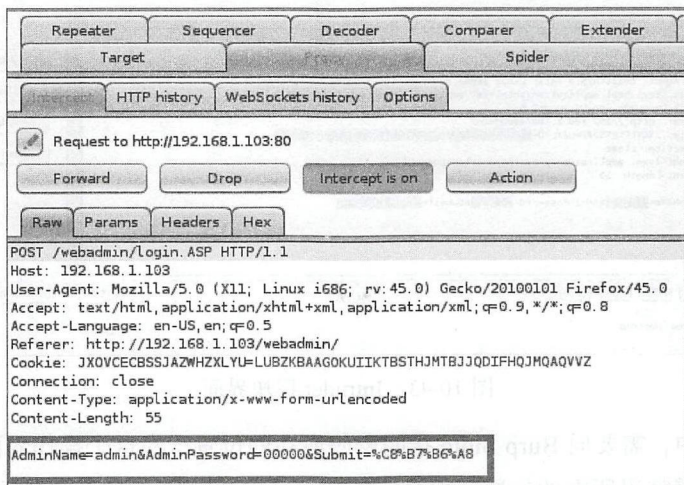 Repeater Sequencer Decoder Comparer Extender
Target Proxy Spider
Intercept HTTP history WebSockets history Options
Request to http://192.168.1.103:80
Forward Drop Intercept is on Action
Raw Params Headers Hex
POST /webadmin/login.ASP HTTP/1.1
Host: 192.168.1.103
User-Agent: Mozilla/5.0 (X11; Linux i686; rv:45.0) Gecko/20100101 Firefox/45.0
Accept: text/html,application/xhtml+xml,application/xml;q=0.9,*/*;q=0.8
Accept-Language: en-US,en;q=0.5
Referer: http://192.168.1.103/webadmin/
Cookie: JXOVCECBSSJAZWHZXLYU=LUBZKBAAGOKUIIKTBSTHJMTBJJQDIFHQJMQAQVVZ
Connection: close
Content-Type: application/x-www-form-urlencoded
Content-Length: 55
AdminName=admin&AdminPassword=00000&Submit=%C8%B7%B6%A8